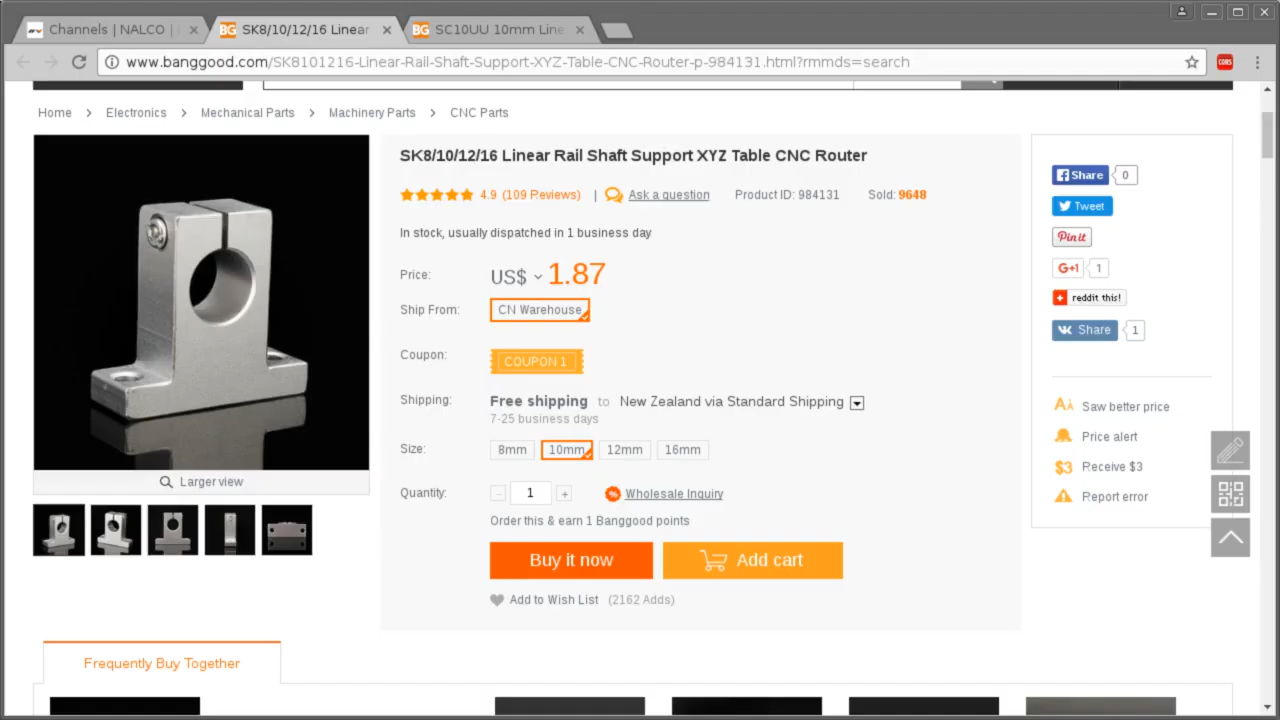 Channels | NALCO |
SK8/10/12/16 Linear
SC10UU 10mm Line
www.banggood.com/SK8101216-Linear-Rail-Shaft-Support-XYZ-Table-CNC-Router-p-984131.html?rmmds=search
CORS
Home > Electronics > Mechanical Parts > Machinery Parts > CNC Parts
SK8/10/12/16 Linear Rail Shaft Support XYZ Table CNC Router
4.9 (109 Reviews) | Ask a question Product ID: 984131 Sold: 9648
In stock, usually dispatched in 1 business day
Price: US$ 1.87
Ship From: CN Warehouse
Coupon: COUPON 1
Shipping: Free shipping to New Zealand via Standard Shipping
7-25 business days
Size: 8mm 10mm 12mm 16mm
Quantity: - 1 + Wholesale Inquiry
Order this & earn 1 Banggood points
Buy it now Add cart
Add to Wish List (2162 Adds)
Larger view
Share 0
Tweet
Pin it
G+1 1
reddit this!
Share 1
Saw better price
Price alert
$3 Receive $3
Report error
Frequently Buy Together